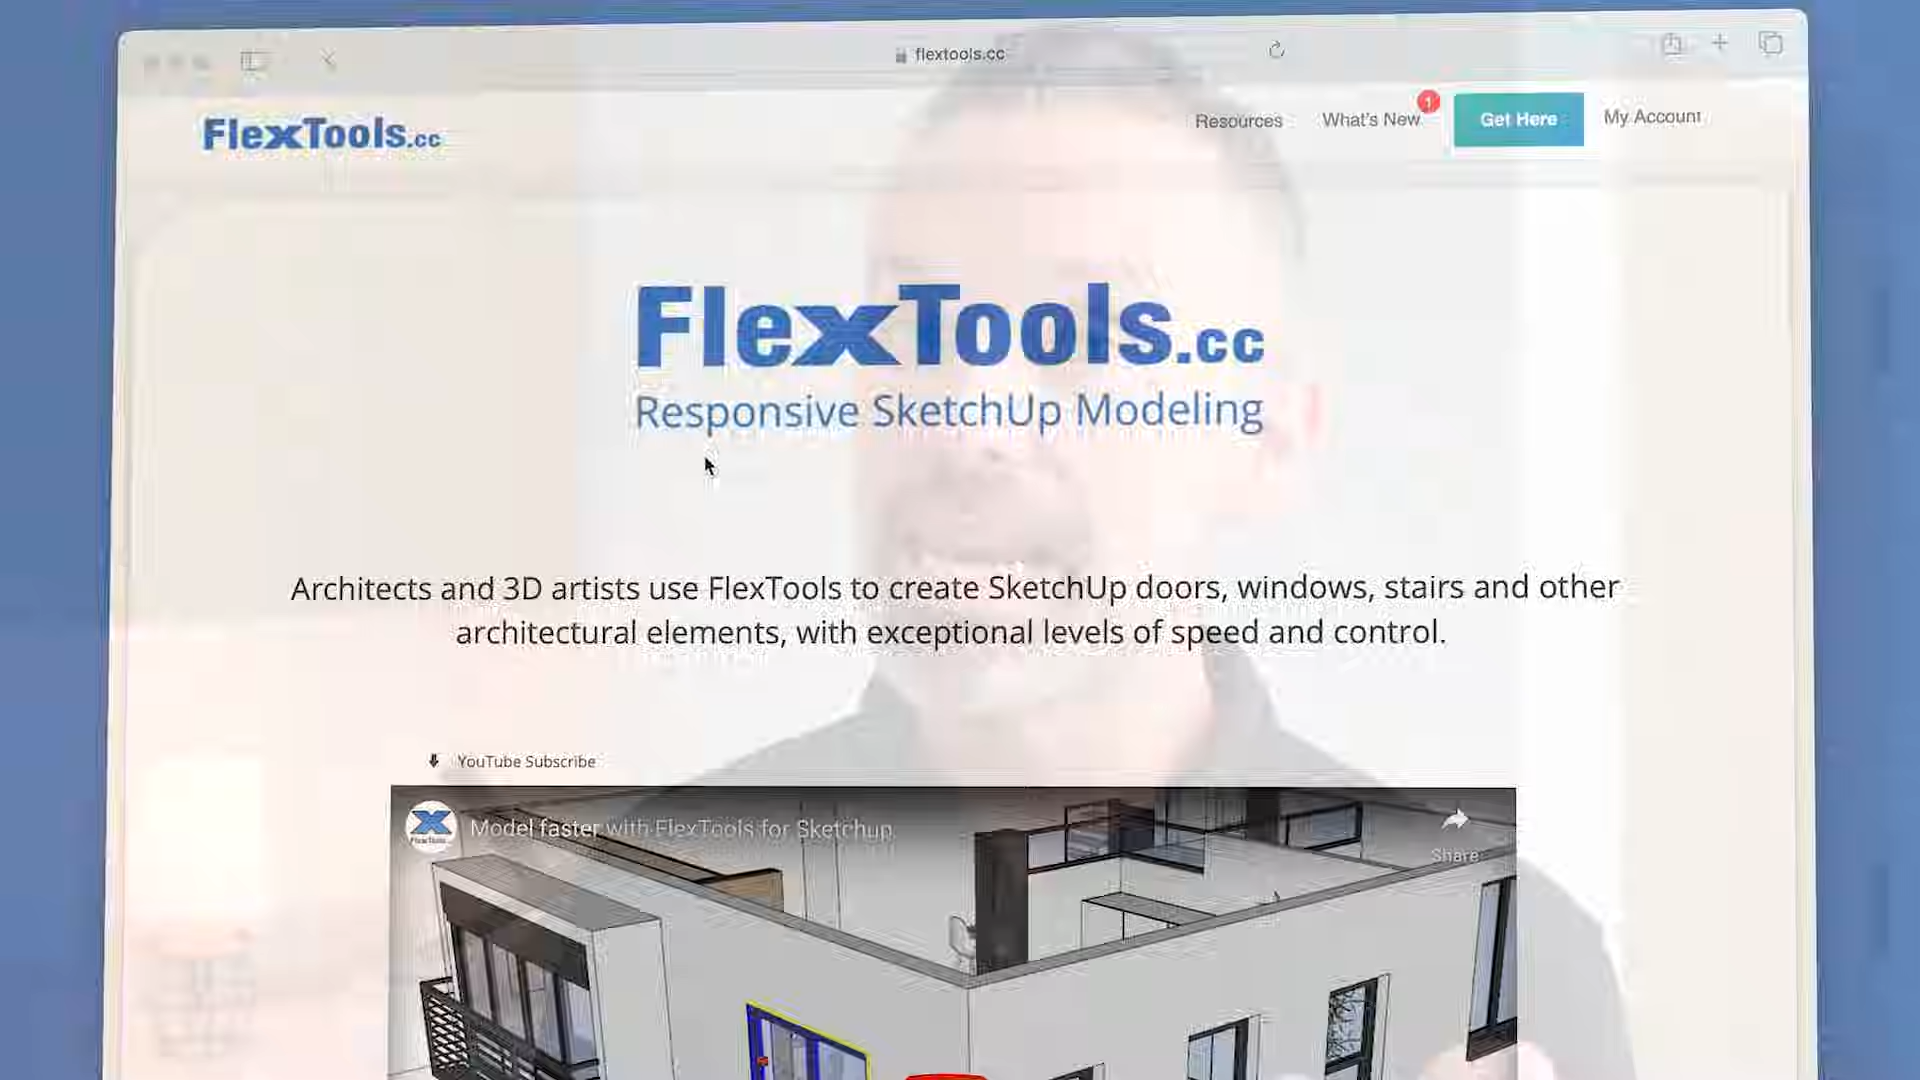 flextools.cc
FlexTools.cc
Resources
What's New
1
Get Here
My Account
FlexTools.cc
Responsive SketchUp Modeling
Architects and 3D artists use FlexTools to create SketchUp doors, windows, stairs and other
architectural elements, with exceptional levels of speed and control.
YouTube Subscribe
Model faster with FlexTools for Sketchup
Share